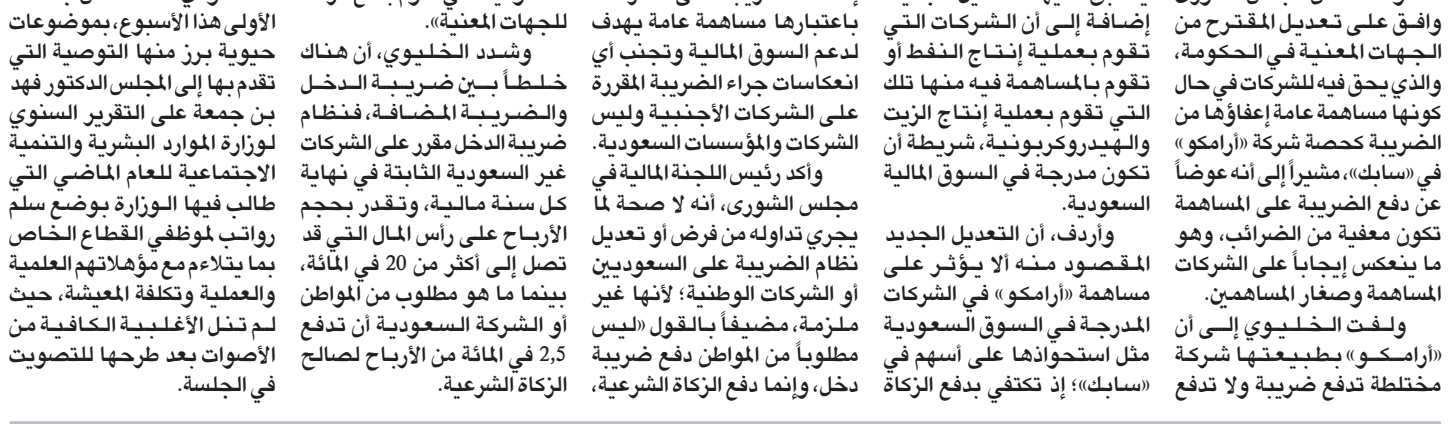 وافق على تعديل المقترح من
الجهات المعنية في الحكومة،
والذي يحق فيه للشركات في حال
كونها مساهمة عامة إعفاؤها من
الضريبة كحصة شركة «أرامكو»
في «سابك»، مشيراً إلى أنه عوضاً
عن دفع الضريبة على المساهمة
تكون معفية من الضرائب، وهو
ما ينعكس إيجاباً على الشركات
المساهمة وصغار المساهمين.
ولفت الخليوي إلى أن
«أرامكو» بطبيعتها شركة
مختلطة تدفع ضريبة ولا تدفع
إضافة إلى أن الشركات التي
تقوم بعملية إنتاج النفط أو
تقوم بالمساهمة فيه منها تلك
التي تقوم بعملية إنتاج الزيت
والهيدروكربونية، شريطة أن
تكون مدرجة في السوق المالية
السعودية.
وأردف، أن التعديل الجديد
المقصود منه ألا يؤثر على
مساهمة «أرامكو» في الشركات
المدرجة في السوق السعودية
مثل استحواذها على أسهم في
«سابك»؛ إذ تكتفي بدفع الزكاة
باعتبارها مساهمة عامة يهدف
لدعم السوق المالية وتجنب أي
انعكاسات جراء الضريبة المقررة
على الشركات الأجنبية وليس
الشركات والمؤسسات السعودية.
وأكد رئيس اللجنة المالية في
مجلس الشورى، أنه لا صحة لما
يجري تداوله من فرض أو تعديل
نظام الضريبة على السعوديين
أو الشركات الوطنية؛ لأنها غير
ملزمة، مضيفاً بالقول «ليس
مطلوباً من المواطن دفع ضريبة
دخل، وإنما دفع الزكاة الشرعية،
للجهات المعنية».
وشدد الخليوي، أن هناك
خلطاً بين ضريبة الدخل
والضريبة المضافة، فنظام
ضريبة الدخل مقرر على الشركات
غير السعودية الثابتة في نهاية
كل سنة مالية، وتقدر بحجم
الأرباح على رأس المال التي قد
تصل إلى أكثر من 20 في المائة،
بينما ما هو مطلوب من المواطن
أو الشركة السعودية أن تدفع
2,5 في المائة من الأرباح لصالح
الزكاة الشرعية.
الأولى هذا الأسبوع، بموضوعات
حيوية برز منها التوصية التي
تقدم بها إلى المجلس الدكتور فهد
بن جمعة على التقرير السنوي
لوزارة الموارد البشرية والتنمية
الاجتماعية للعام الماضي التي
طالب فيها الوزارة بوضع سلم
رواتب لموظفي القطاع الخاص
بما يتلاءم مع مؤهلاتهم العلمية
والعملية وتكلفة المعيشة، حيث
لم تنل الأغلبية الكافية من
الأصوات بعد طرحها للتصويت
في الجلسة.